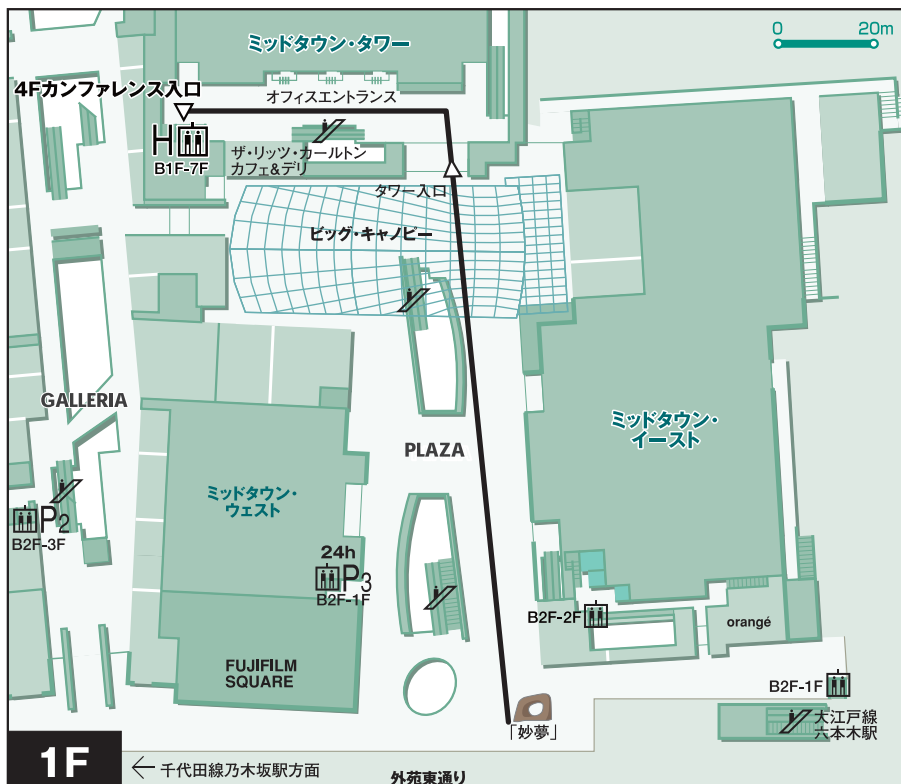 ミッドタウン・タワー
0 20m
4Fカンファレンス入口
オフィスエントランス
H
B1F-7F
ザ・リッツ・カールトン
カフェ&デリ
タワー入口
ビッグ・キャノピー
GALLERIA
PLAZA
ミッドタウン・
イースト
ミッドタウン・
ウェスト
P2
B2F-3F
24h
P3
B2F-1F
B2F-2F
orangé
FUJIFILM
SQUARE
B2F-1F
「妙夢」
大江戸線
六本木駅
1F
← 千代田線乃木坂駅方面
外苑東通り